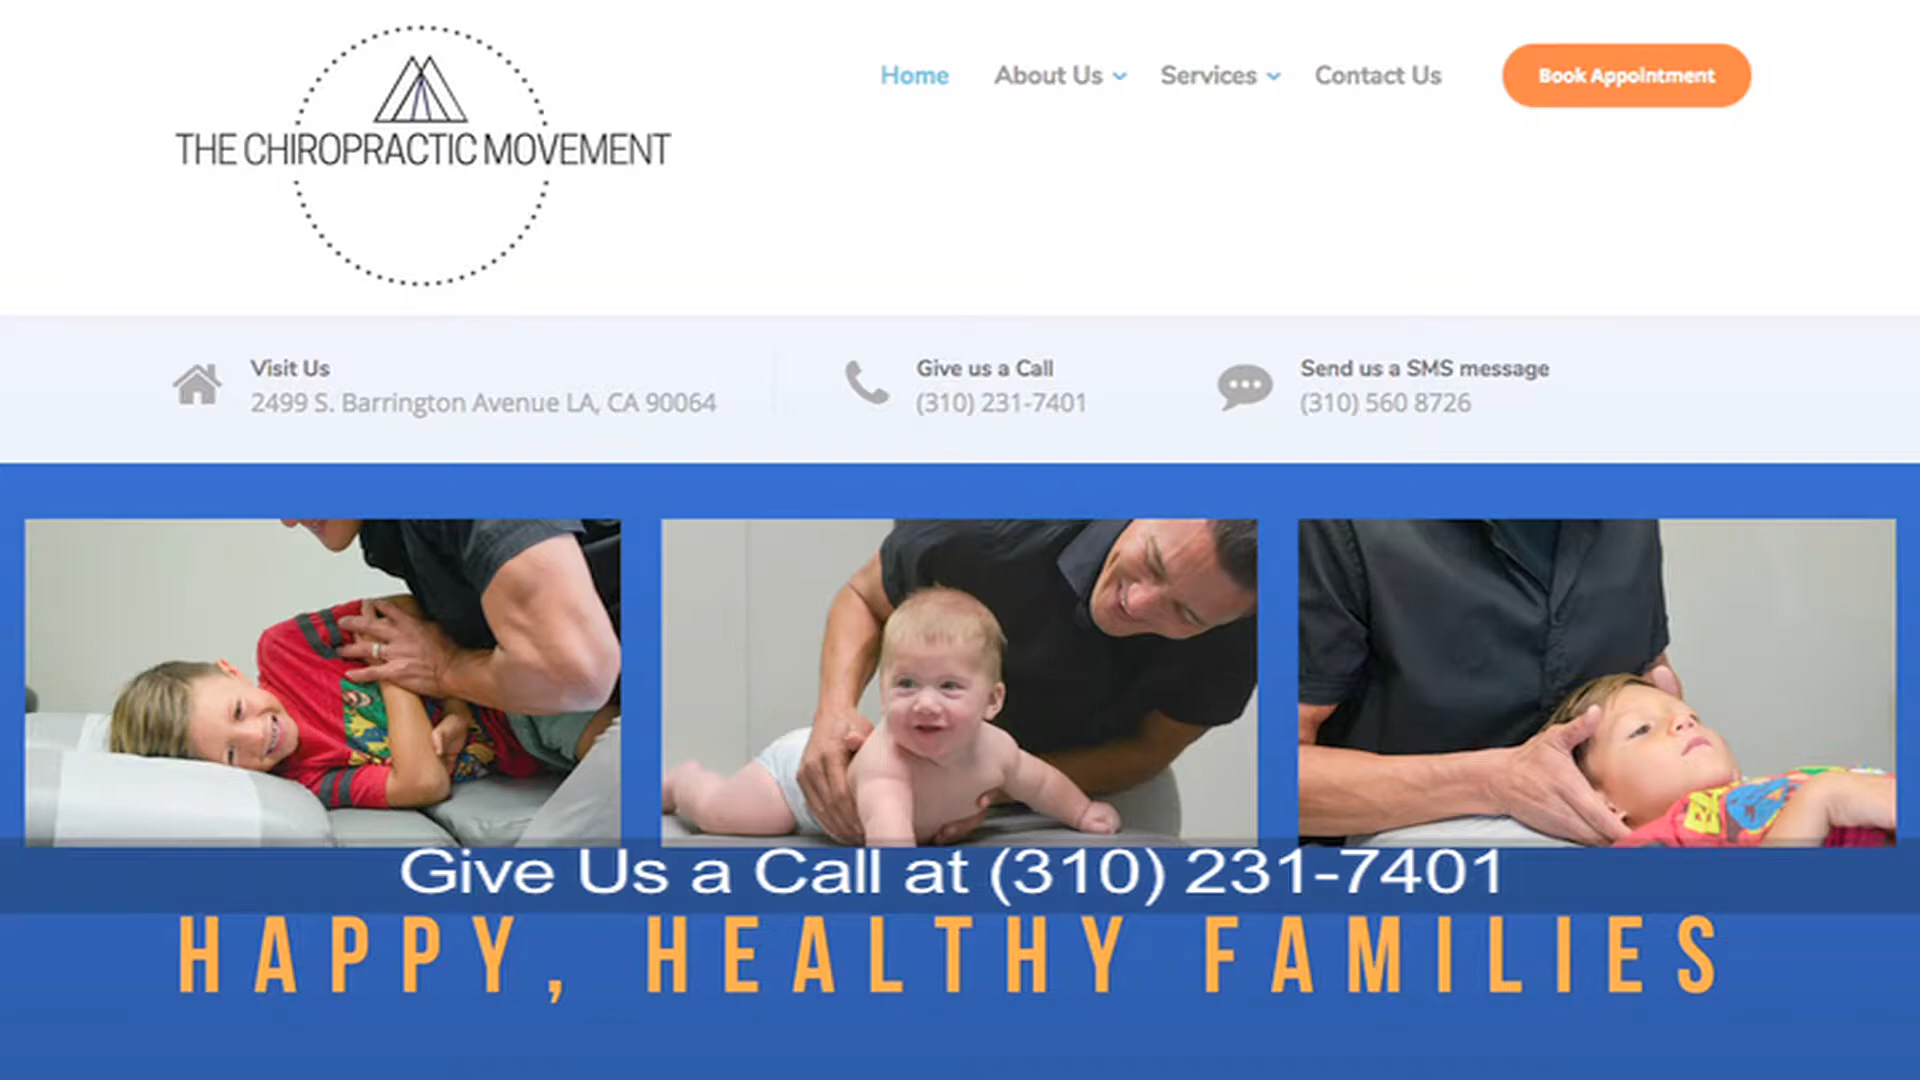 THE CHIROPRACTIC MOVEMENT
Home
About Us
Services
Contact Us
Book Appointment
Visit Us
2499 S. Barrington Avenue LA, CA 90064
Give us a Call
(310) 231-7401
Send us a SMS message
(310) 560 8726
Give Us a Call at (310) 231-7401
HAPPY, HEALTHY FAMILIES